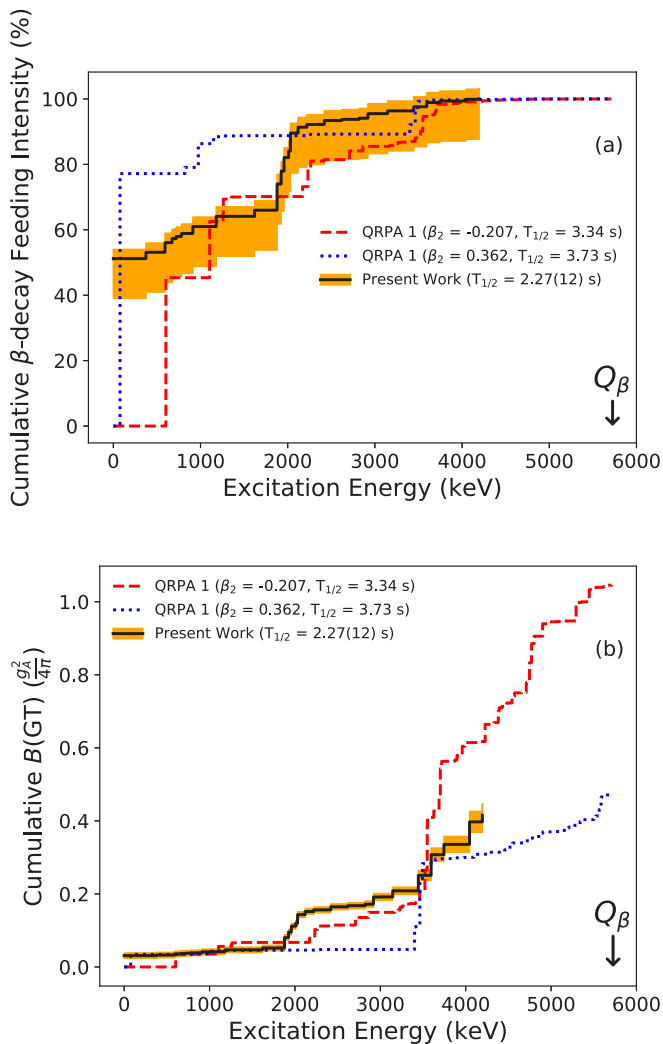 Cumulative β-decay Feeding Intensity (%)
100
80
60
40
20
0
(a)
QRPA 1 (β₂ = -0.207, T₁/₂ = 3.34 s)
QRPA 1 (β₂ = 0.362, T₁/₂ = 3.73 s)
Present Work (T₁/₂ = 2.27(12) s)
Qᵦ
0 1000 2000 3000 4000 5000 6000
Excitation Energy (keV)
Cumulative B(GT) (g²_A/4π)
1.0
0.8
0.6
0.4
0.2
0.0
QRPA 1 (β₂ = -0.207, T₁/₂ = 3.34 s)
QRPA 1 (β₂ = 0.362, T₁/₂ = 3.73 s)
Present Work (T₁/₂ = 2.27(12) s)
(b)
Qᵦ
0 1000 2000 3000 4000 5000 6000
Excitation Energy (keV)